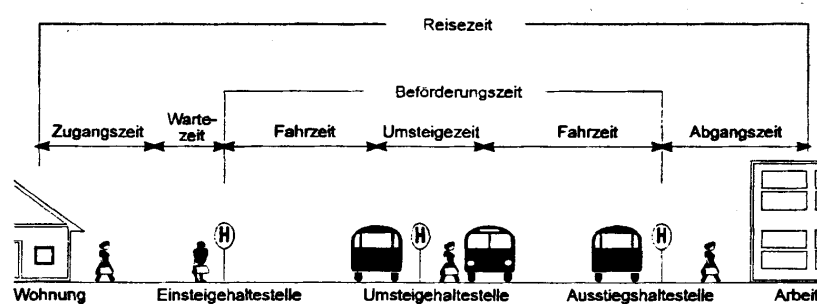 Reisezeit
Beförderungszeit
Zugangszeit
Warte-
zeit
Fahrzeit
Umsteigezeit
Fahrzeit
Abgangszeit
H
H
H
Wohnung
Einsteigehaltestelle
Umsteigehaltestelle
Ausstiegshaltestelle
Arbeit